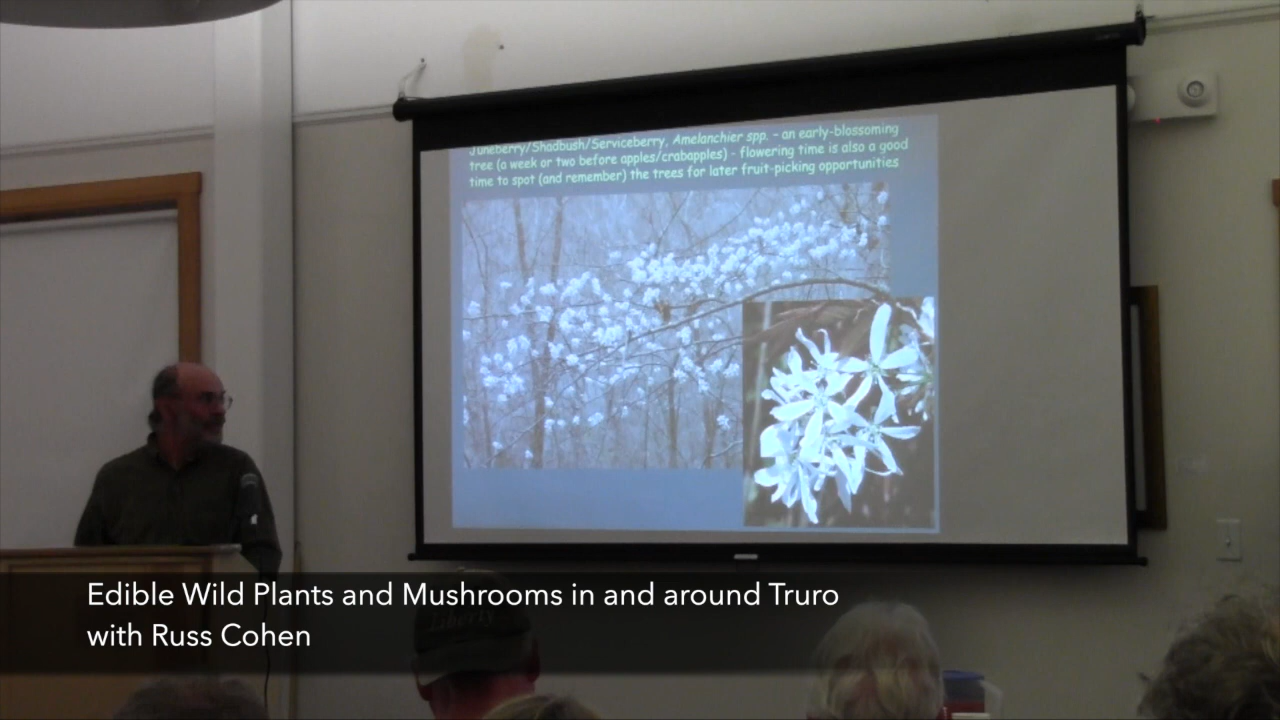 Juneberry/Shadbush/Serviceberry, Amelanchier spp. – an early-blossoming
tree (a week or two before apples/crabapples) - flowering time is also a good
time to spot (and remember) the trees for later fruit-picking opportunities
Liberty
Edible Wild Plants and Mushrooms in and around Truro
with Russ Cohen